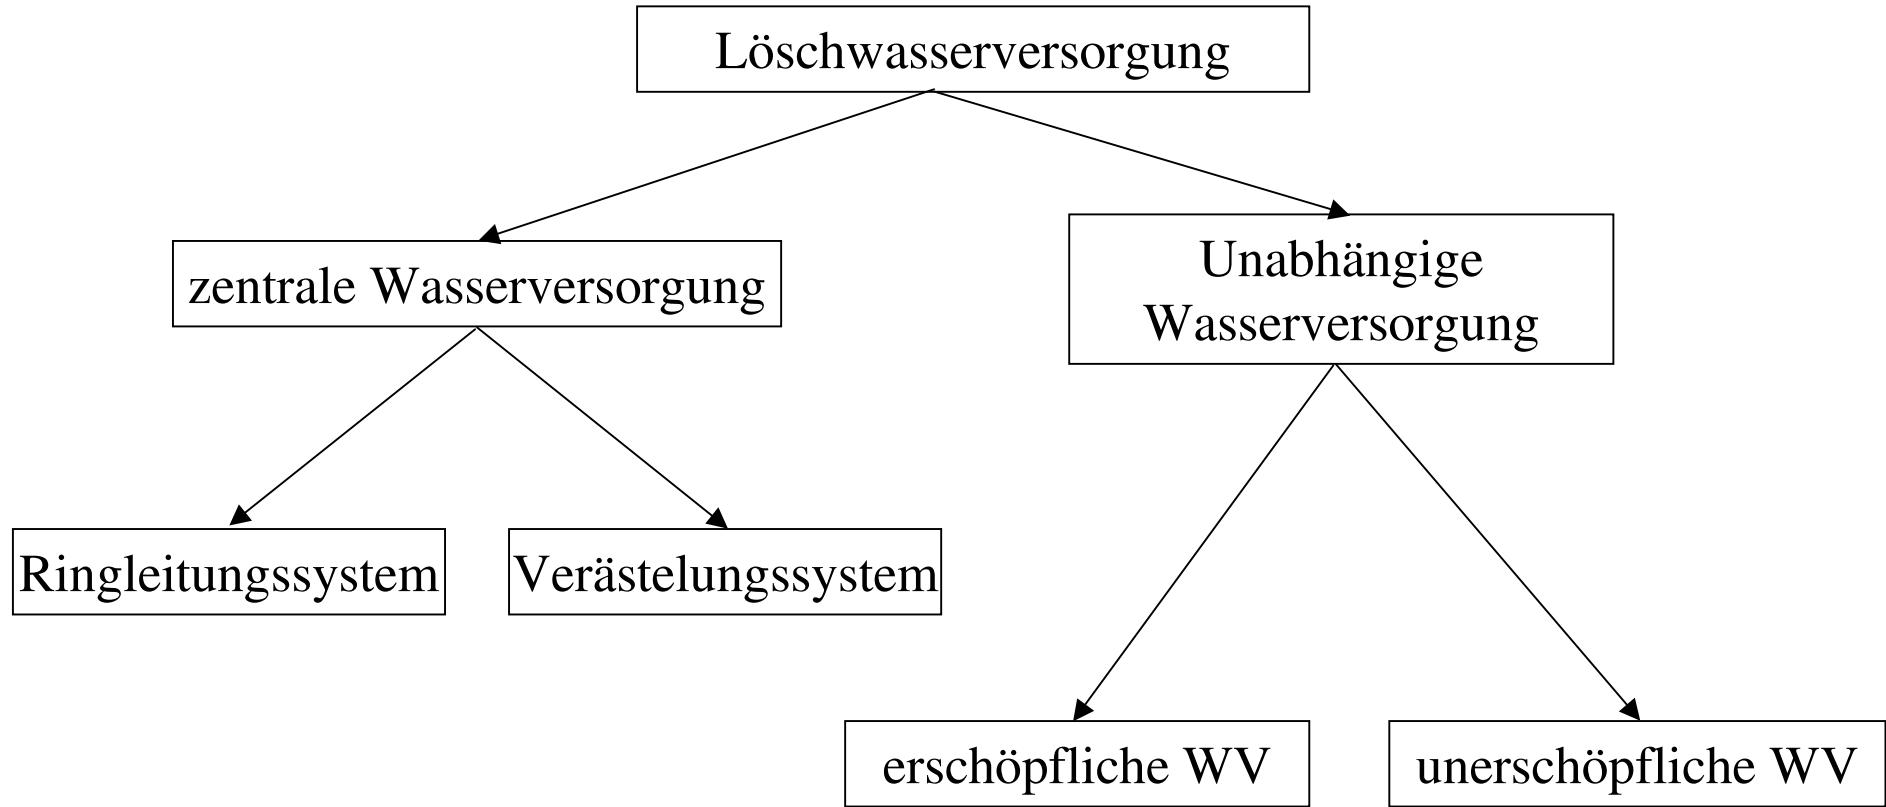 Löschwasserversorgung
zentrale Wasserversorgung
Unabhängige
Wasserversorgung
Ringleitungssystem
Verästelungssystem
erschöpfliche WV
unerschöpfliche WV